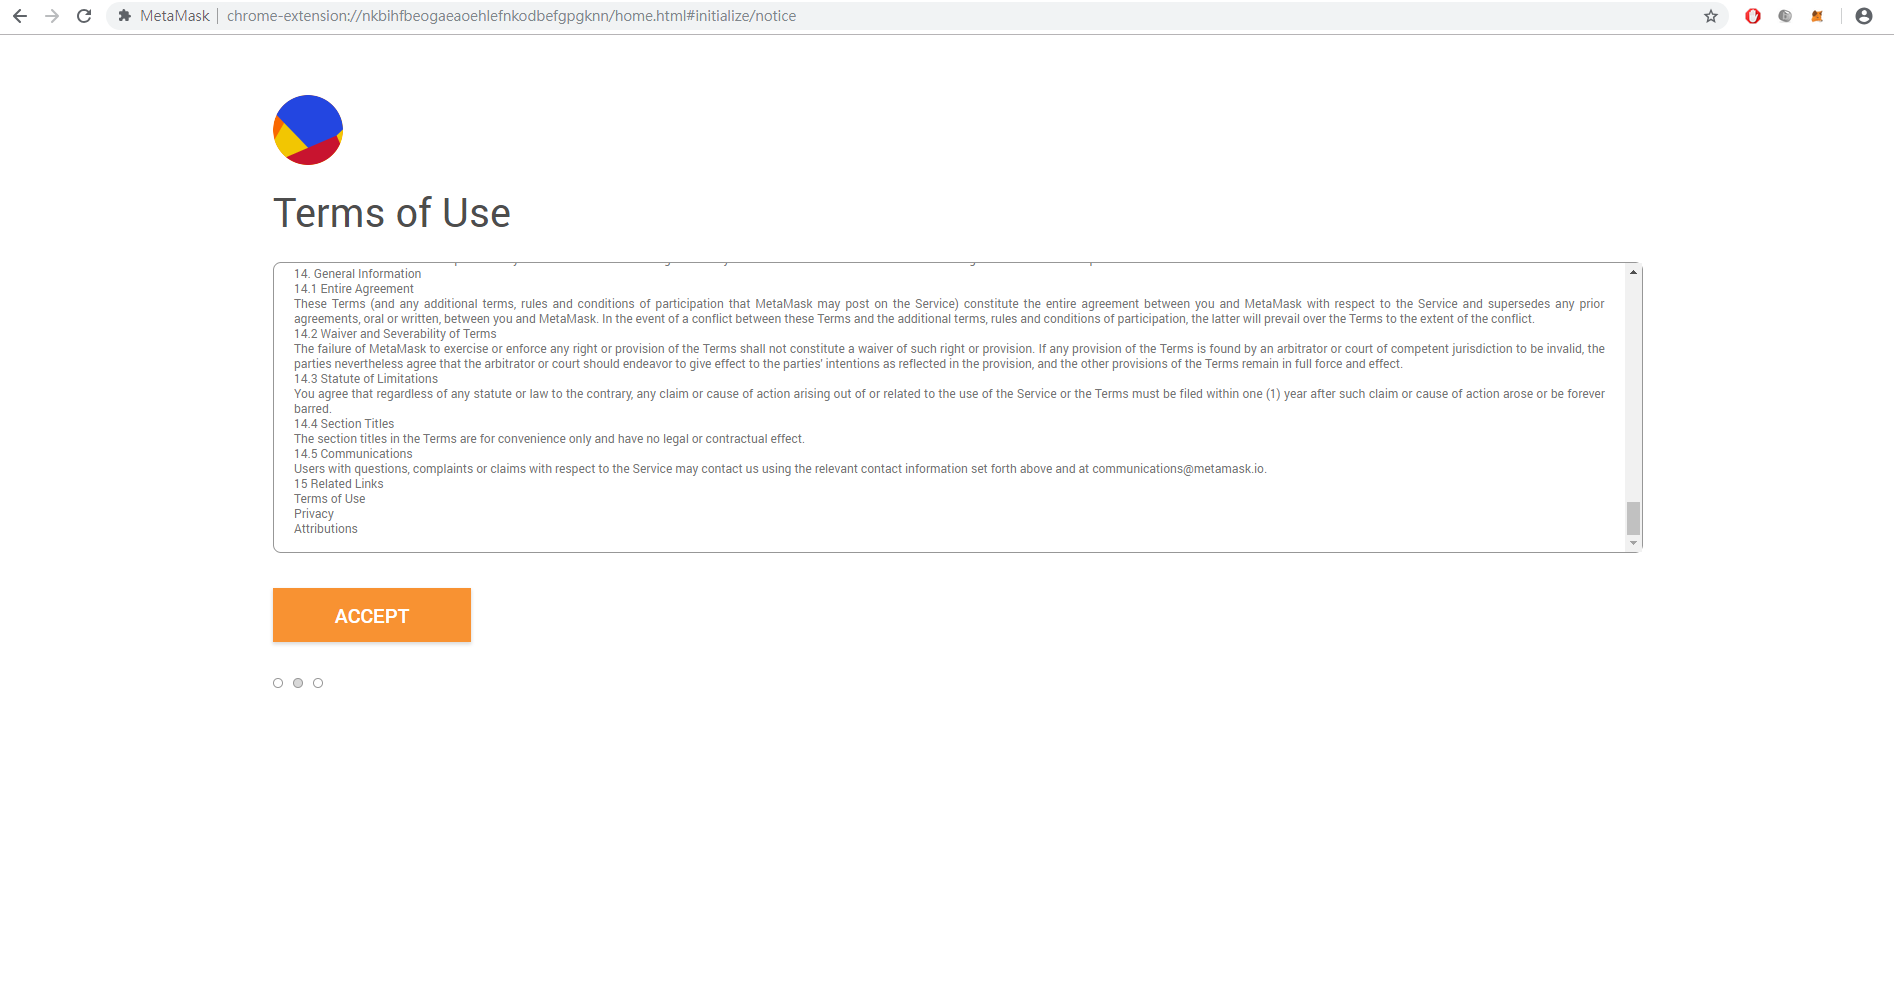 MetaMask | chrome-extension://nkbihfbeogaeaoehlefnkodbefgpgknn/home.html#initialize/notice
Terms of Use
14. General Information
14.1 Entire Agreement
These Terms (and any additional terms, rules and conditions of participation that MetaMask may post on the Service) constitute the entire agreement between you and MetaMask with respect to the Service and supersedes any prior
agreements, oral or written, between you and MetaMask. In the event of a conflict between these Terms and the additional terms, rules and conditions of participation, the latter will prevail over the Terms to the extent of the conflict.
14.2 Waiver and Severability of Terms
The failure of MetaMask to exercise or enforce any right or provision of the Terms shall not constitute a waiver of such right or provision. If any provision of the Terms is found by an arbitrator or court of competent jurisdiction to be invalid, the
parties nevertheless agree that the arbitrator or court should endeavor to give effect to the parties' intentions as reflected in the provision, and the other provisions of the Terms remain in full force and effect.
14.3 Statute of Limitations
You agree that regardless of any statute or law to the contrary, any claim or cause of action arising out of or related to the use of the Service or the Terms must be filed within one (1) year after such claim or cause of action arose or be forever
barred.
14.4 Section Titles
The section titles in the Terms are for convenience only and have no legal or contractual effect.
14.5 Communications
Users with questions, complaints or claims with respect to the Service may contact us using the relevant contact information set forth above and at communications@metamask.io.
15 Related Links
Terms of Use
Privacy
Attributions
ACCEPT